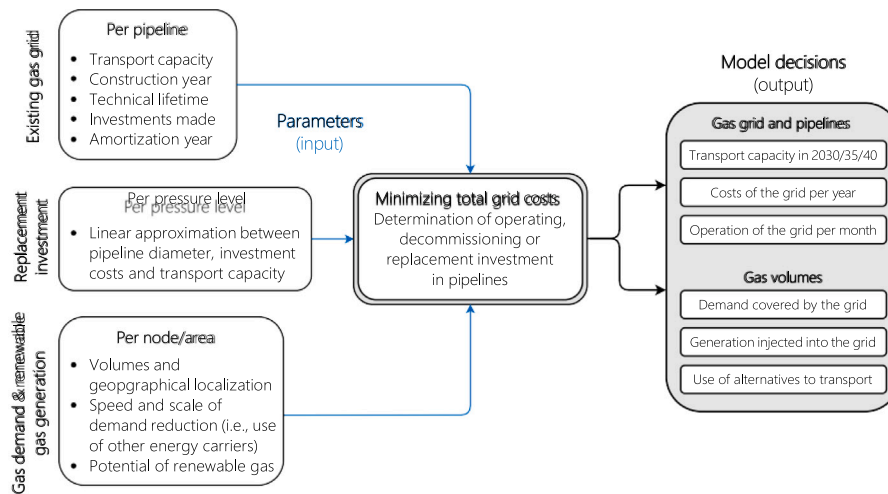 Existing gas grid
Per pipeline
• Transport capacity
• Construction year
• Technical lifetime
• Investments made
• Amortization year
Parameters
(input)
Replacement
investment
Per pressure level
Per pressure level
• Linear approximation between
pipeline diameter, investment
costs and transport capacity
Gas demand & renewable
gas generation
Per node/area
• Volumes and
geopgraphical localization
• Speed and scale of
demand reduction (i.e., use
of other energy carriers)
• Potential of renewable gas
Minimizing total grid costs
Determination of operating,
decommissioning or
replacement investment
in pipelines
Model decisions
(output)
Gas grid and pipelines
Transport capacity in 2030/35/40
Costs of the grid per year
Operation of the grid per month
Gas volumes
Demand covered by the grid
Generation injected into the grid
Use of alternatives to transport